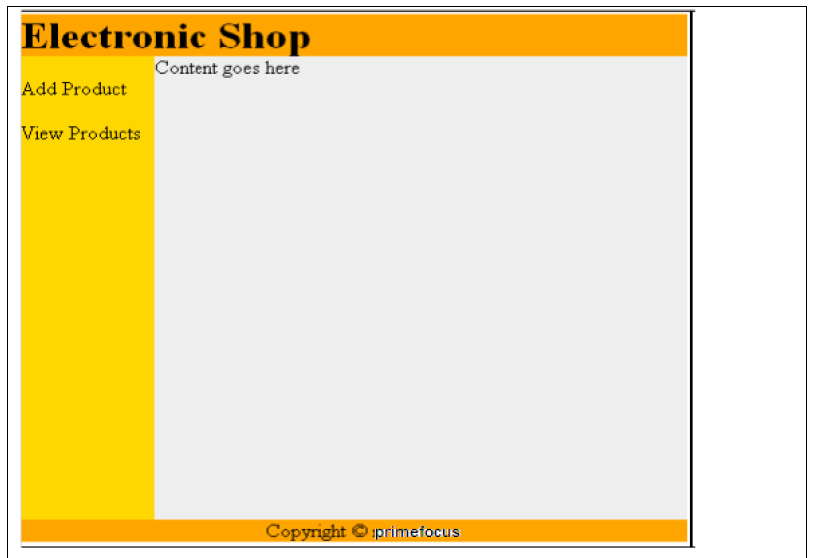 Electronic Shop
Content goes here
Add Product
View Products
Copyright © primefocus